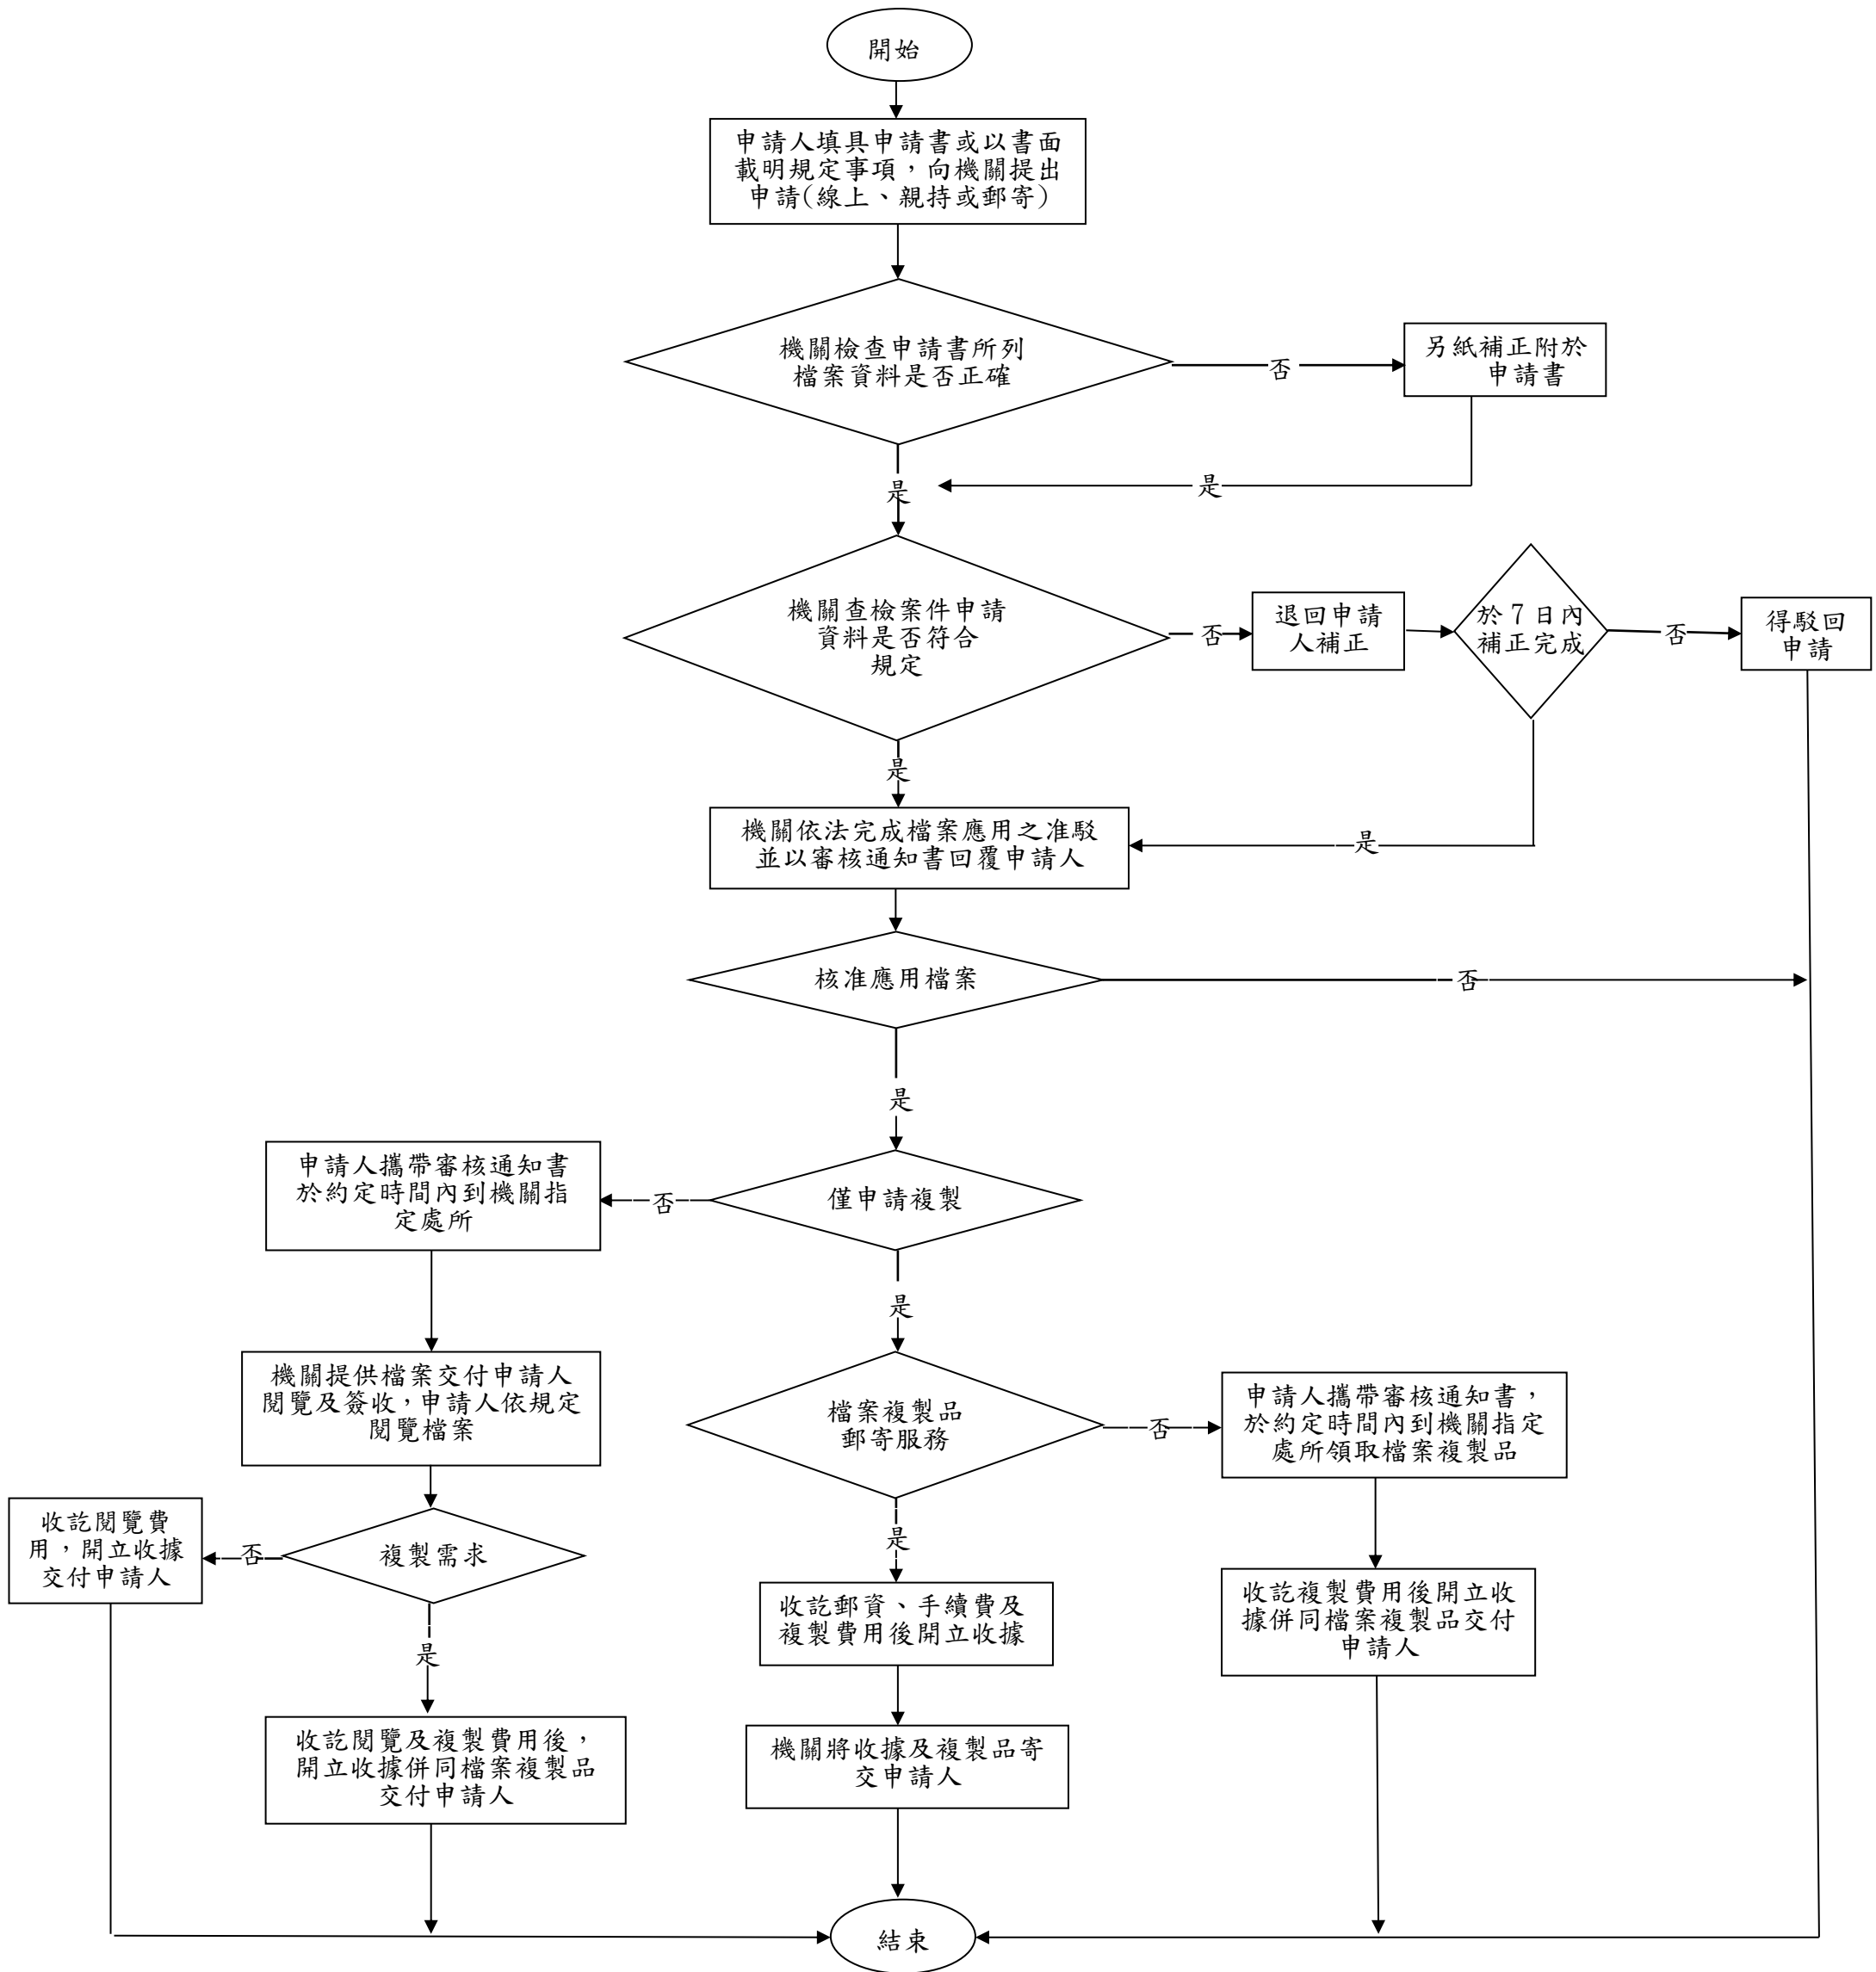 開始
申請人填具申請書或以書面
載明規定事項，向機關提出
申請(線上、親持或郵寄)
機關檢查申請書所列
檔案資料是否正確
否
另紙補正附於
申請書
是
是
機關查檢案件申請
資料是否符合
規定
否
退回申請
人補正
於7日內
補正完成
否
得駁回
申請
是
機關依法完成檔案應用之准駁
並以審核通知書回覆申請人
是
核准應用檔案
否
是
僅申請複製
否
申請人攜帶審核通知書
於約定時間內到機關指
定處所
是
機關提供檔案交付申請人
閱覽及簽收,申請人依規定
閱覽檔案
檔案複製品
郵寄服務
否
申請人攜帶審核通知書，
於約定時間內到機關指定
處所領取檔案複製品
收訖閱覽費
用，開立收據
交付申請人
否
複製需求
是
收訖郵資、手續費及
複製費用後開立收據
收訖複製費用後開立收
據併同檔案複製品交付
申請人
是
收訖閱覽及複製費用後，
開立收據併同檔案複製品
交付申請人
機關將收據及複製品寄
交申請人
結束